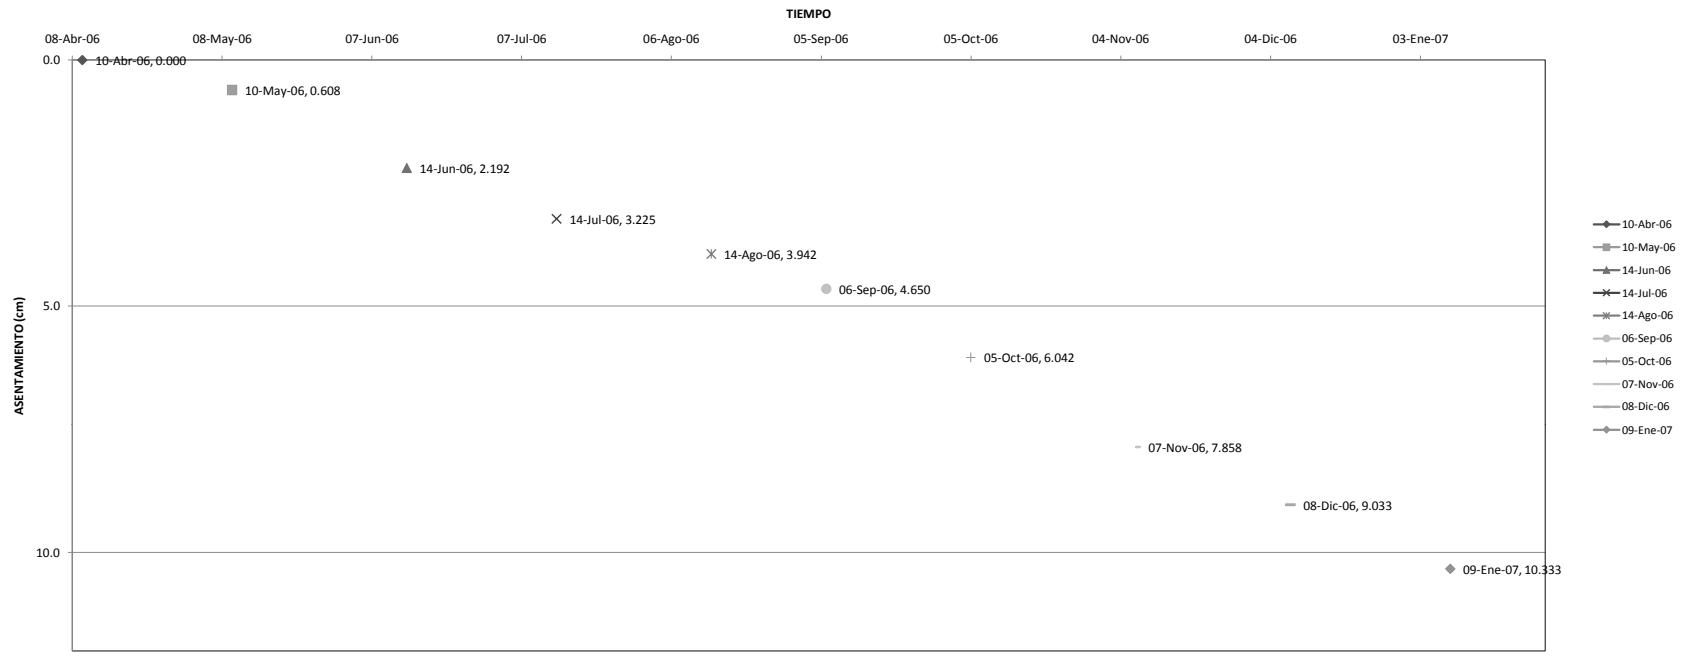 TIEMPO
08-Abr-06 08-May-06 07-Jun-06 07-Jul-06 06-Ago-06 05-Sep-06 05-Oct-06 04-Nov-06 04-Dic-06 03-Ene-07
0.0
10-Abr-06, 0.000
10-May-06, 0.608
14-Jun-06, 2.192
14-Jul-06, 3.225
14-Ago-06, 3.942
06-Sep-06, 4.650
5.0
05-Oct-06, 6.042
07-Nov-06, 7.858
08-Dic-06, 9.033
10.0
09-Ene-07, 10.333
ASENTAMIENTO (cm)
10-Abr-06
10-May-06
14-Jun-06
14-Jul-06
14-Ago-06
06-Sep-06
05-Oct-06
07-Nov-06
08-Dic-06
09-Ene-07